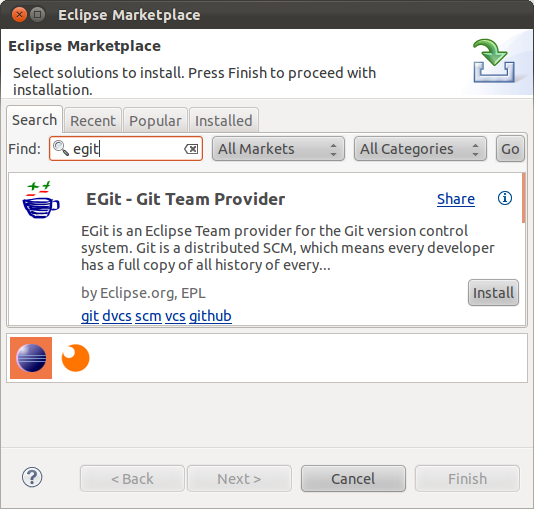 Eclipse Marketplace
Eclipse Marketplace
Select solutions to install. Press Finish to proceed with
installation.
Search Recent Popular Installed
Find: egit All Markets All Categories Go
EGit - Git Team Provider Share
EGit is an Eclipse Team provider for the Git version control
system. Git is a distributed SCM, which means every developer
has a full copy of all history of every...
by Eclipse.org, EPL Install
git dvcs scm vcs github
< Back Next > Cancel Finish